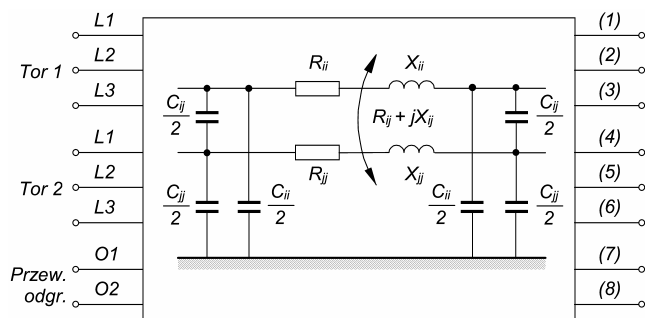 L1 (1)
Tor 1 L2 (2)
L3 (3)
L1 (4)
Tor 2 L2 (5)
L3 (6)
Przew. odgr. O1 (7)
O2 (8)
R_ii X_ii
C_ij/2 R_ij + jX_ij C_ij/2
R_jj X_jj
C_jj/2 C_ii/2 C_ii/2 C_jj/2